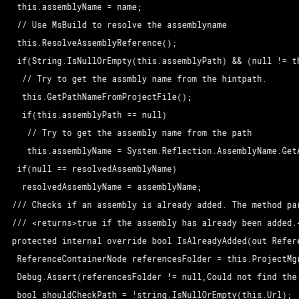 this.assemblyName = name;
// Use MsBuild to resolve the assemblyname
this.ResolveAssemblyReference();
if(String.IsNullOrEmpty(this.assemblyPath) && (null != th
// Try to get the assmbly name from the hintpath.
this.GetPathNameFromProjectFile();
if(this.assemblyPath == null)
// Try to get the assembly name from the path
this.assemblyName = System.Reflection.AssemblyName.GetA
if(null == resolvedAssemblyName)
resolvedAssemblyName = assemblyName;
/// Checks if an assembly is already added. The method par
/// <returns>true if the assembly has already been added.<
protected internal override bool IsAlreadyAdded(out Refere
ReferenceContainerNode referencesFolder = this.ProjectMgr
Debug.Assert(referencesFolder != null,Could not find the
bool shouldCheckPath = !string.IsNullOrEmpty(this.Url);